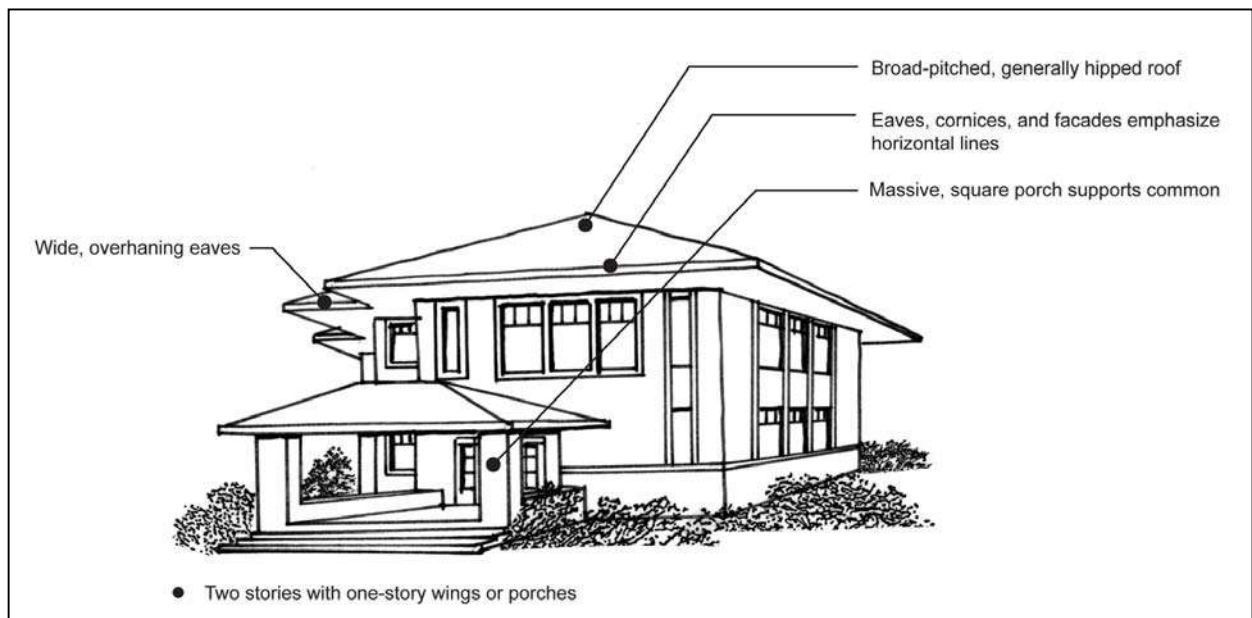 Broad-pitched, generally hipped roof
Eaves, cornices, and facades emphasize
horizontal lines
Massive, square porch supports common
Wide, overhaning eaves
● Two stories with one-story wings or porches